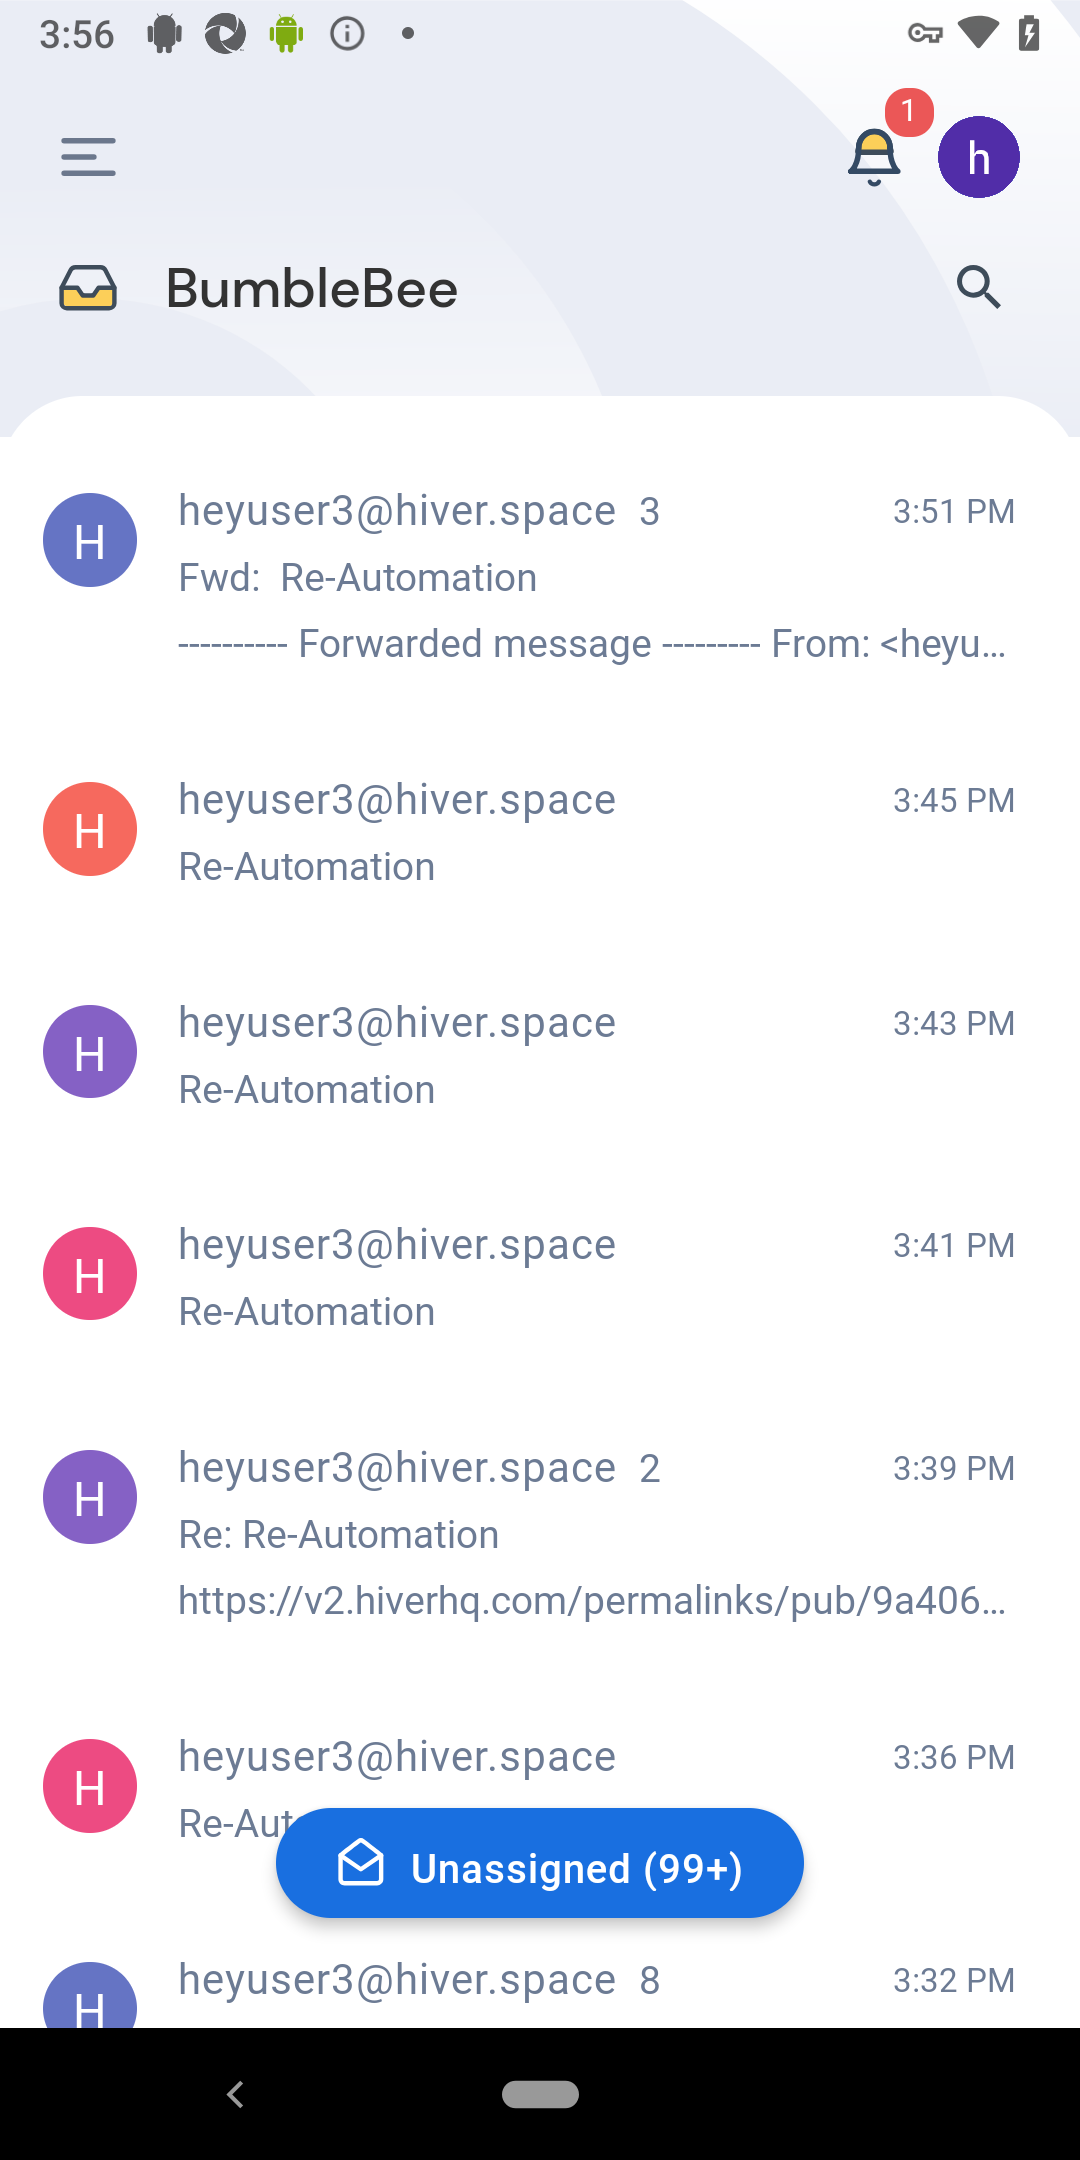 3:56
1
h
BumbleBee
H
heyuser3@hiver.space 3
3:51 PM
Fwd: Re-Automation
---------- Forwarded message --------- From: <heyu...
H
heyuser3@hiver.space
3:45 PM
Re-Automation
H
heyuser3@hiver.space
3:43 PM
Re-Automation
H
heyuser3@hiver.space
3:41 PM
Re-Automation
H
heyuser3@hiver.space 2
3:39 PM
Re: Re-Automation
https://v2.hiverhq.com/permalinks/pub/9a406...
H
heyuser3@hiver.space
3:36 PM
Re-Aut
Unassigned (99+)
H
heyuser3@hiver.space 8
3:32 PM